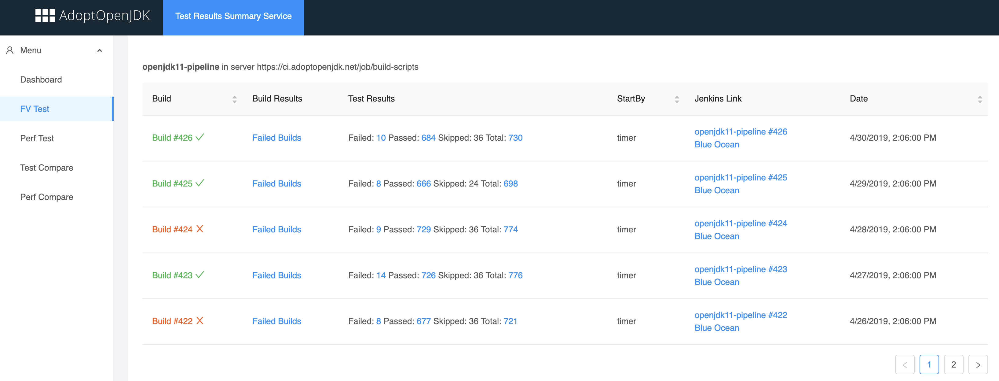 AdoptOpenJDK
Test Results Summary Service
Menu
Dashboard
FV Test
Perf Test
Test Compare
Perf Compare
openjdk11-pipeline in server https://ci.adoptopenjdk.net/job/build-scripts
Build Build Results Test Results StartBy Jenkins Link Date
Build #426 Failed Builds Failed: 10 Passed: 684 Skipped: 36 Total: 730 timer openjdk11-pipeline #426 4/30/2019, 2:06:00 PM
Blue Ocean
Build #425 Failed Builds Failed: 8 Passed: 666 Skipped: 24 Total: 698 timer openjdk11-pipeline #425 4/29/2019, 2:06:00 PM
Blue Ocean
Build #424 Failed Builds Failed: 9 Passed: 729 Skipped: 36 Total: 774 timer openjdk11-pipeline #424 4/28/2019, 2:06:00 PM
Blue Ocean
Build #423 Failed Builds Failed: 14 Passed: 726 Skipped: 36 Total: 776 timer openjdk11-pipeline #423 4/27/2019, 2:06:00 PM
Blue Ocean
Build #422 Failed Builds Failed: 8 Passed: 677 Skipped: 36 Total: 721 timer openjdk11-pipeline #422 4/26/2019, 2:06:00 PM
Blue Ocean
< 1 2 >